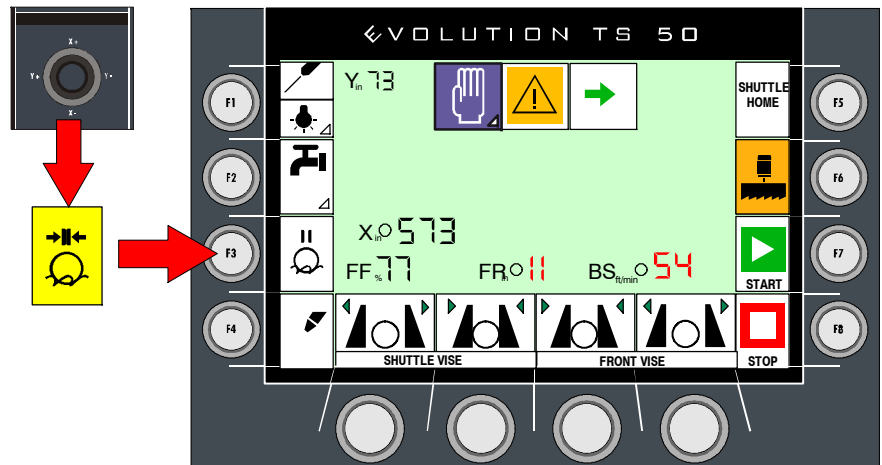 EVOLUTION TS 50
X+
Y+ Y-
X-
F1
F2
F3
F4
Yin 73
SHUTTLE
HOME
Xin 573
FF% 77 FRin 11 BSft/min 54
START
SHUTTLE VISE FRONT VISE STOP
F5
F6
F7
F8